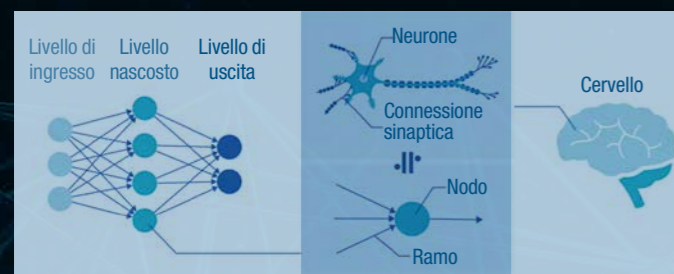 Livello di
ingresso
Livello
nascosto
Livello di
uscita
Neurone
Connessione
sinaptica
Nodo
Ramo
Cervello